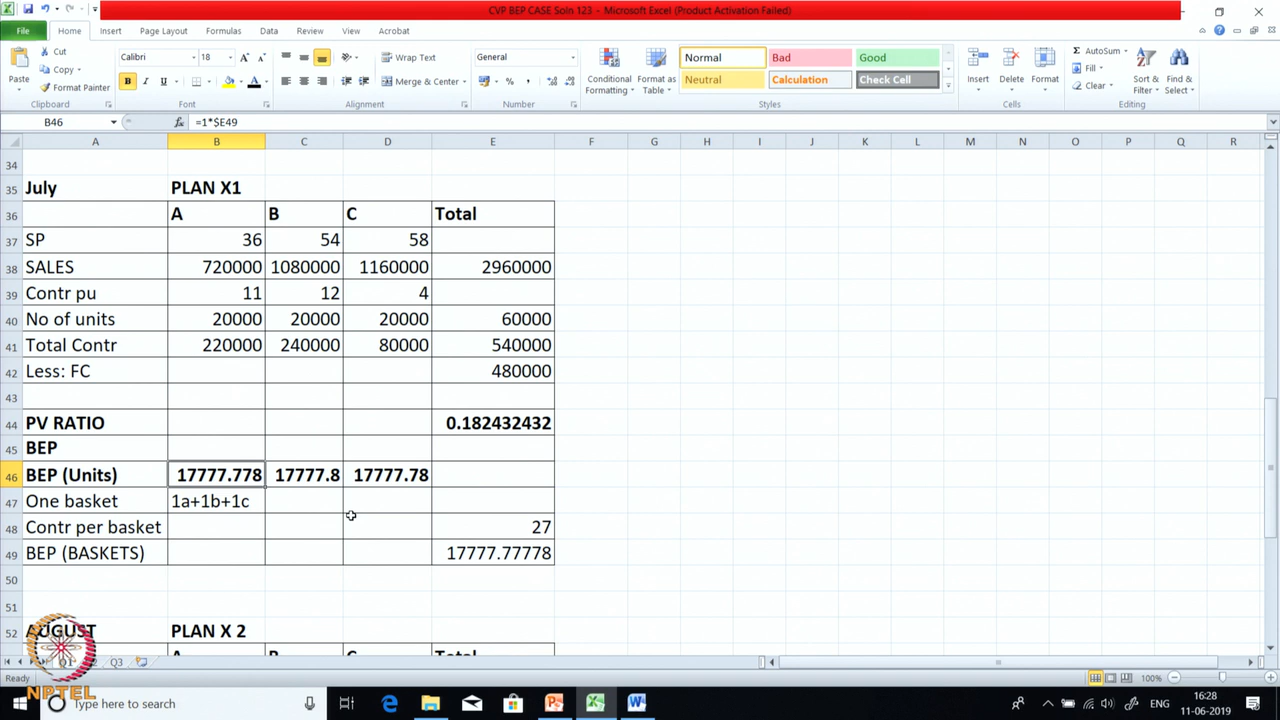 CVP BEP CASE Soln 123 - Microsoft Excel (Product Activation Failed)
File Home Insert Page Layout Formulas Data Review View Acrobat
Paste Cut Copy Format Painter Clipboard
Calibri 18 Font
Wrap Text Merge & Center Alignment
General Number
Conditional Formatting Format as Table Normal Bad Good Neutral Calculation Check Cell Styles
Insert Delete Format Cells
AutoSum Fill Clear Sort & Filter Find & Select Editing
B46 fx =1*$E49
A B C D E F G H I J K L M N O P Q R
34
35 July PLAN X1
36 A B C Total
37 SP 36 54 58
38 SALES 720000 1080000 1160000 2960000
39 Contr pu 11 12 4
40 No of units 20000 20000 20000 60000
41 Total Contr 220000 240000 80000 540000
42 Less: FC 480000
43
44 PV RATIO 0.182432432
45 BEP
46 BEP (Units) 17777.778 17777.8 17777.78
47 One basket 1a+1b+1c
48 Contr per basket 27
49 BEP (BASKETS) 17777.77778
50
51
52 AUGUST PLAN X 2
A B C Total
Q1 Q3
NPTEL
Ready 100%
Type here to search
ENG
16:28
11-06-2019